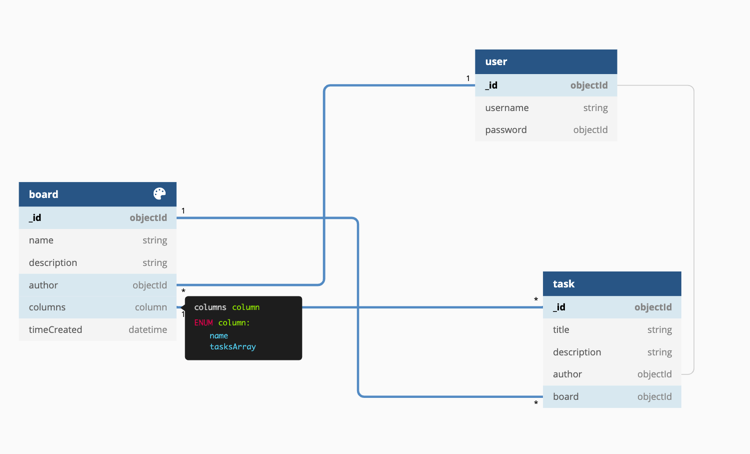 user
1
_id objectId
username string
password objectId
board
_id objectId
1
name string
description string
author objectId
*
columns column
1
timeCreated datetime
columns column
ENUM column:
name
tasksArray
task
*
_id objectId
title string
description string
author objectId
board objectId
*